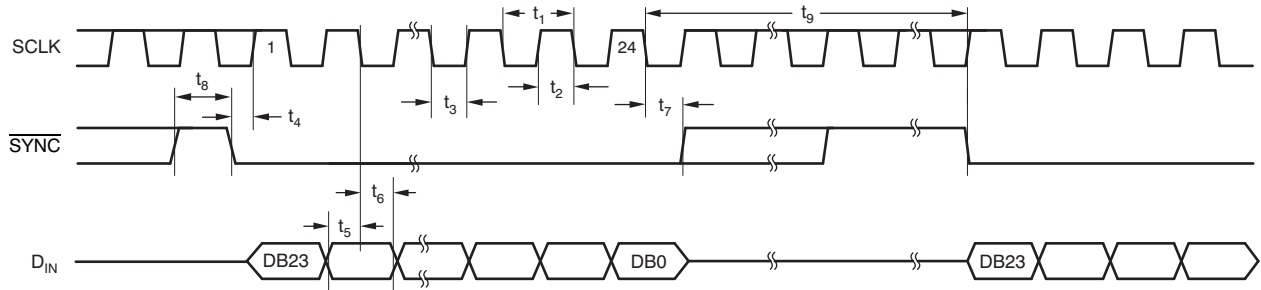 t1 t9
SCLK 1 24
t8 t2
t4 t3 t7
SYNC
t6
t5
DIN DB23 DB0 DB23